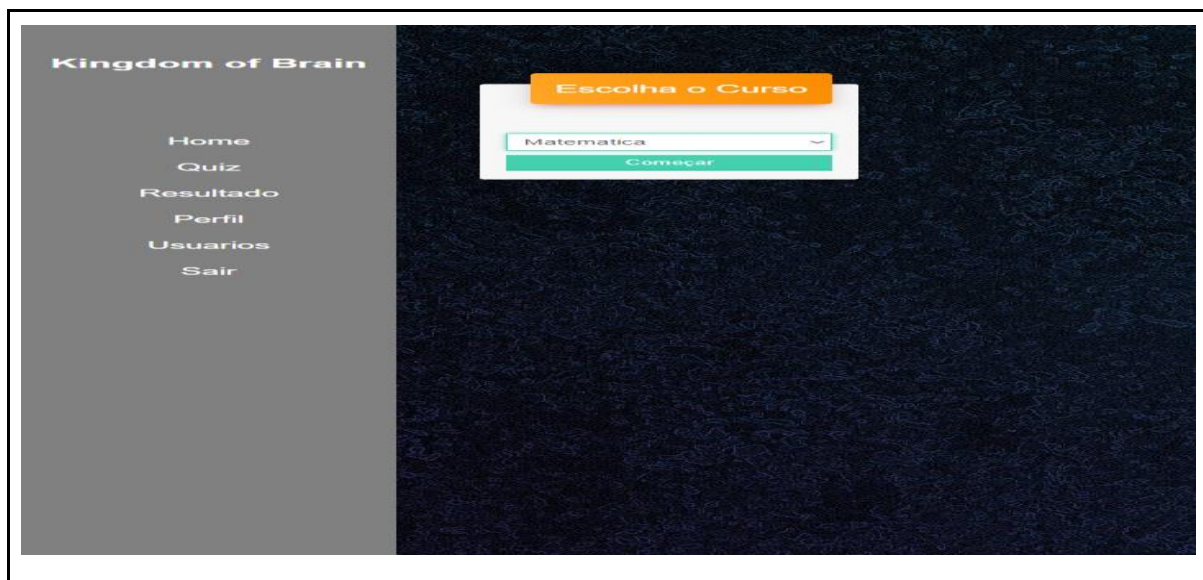 Kingdom of Brain
Home
Quiz
Resultado
Perfil
Usuarios
Sair
Escolha o Curso
Matematica
Começar